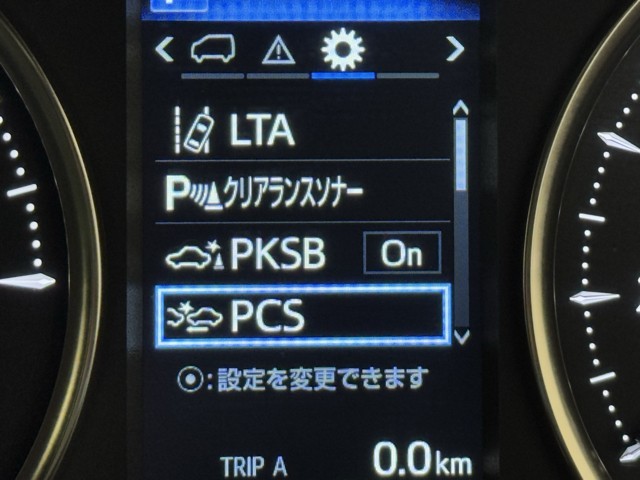 LTA
P クリアランスソナー
PKSB On
PCS
⦿:設定を変更できます
TRIP A 0.0km